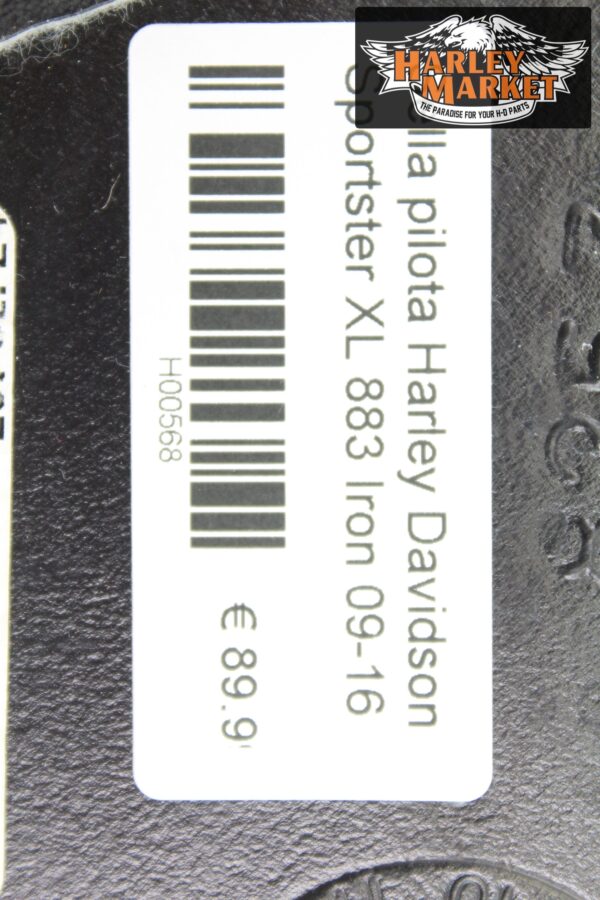 HARLEY
MARKET
THE PARADISE FOR YOUR H-D PARTS
pilota Harley Davidson
Sportster XL 883 Iron 09-16
H00568
€ 89.9